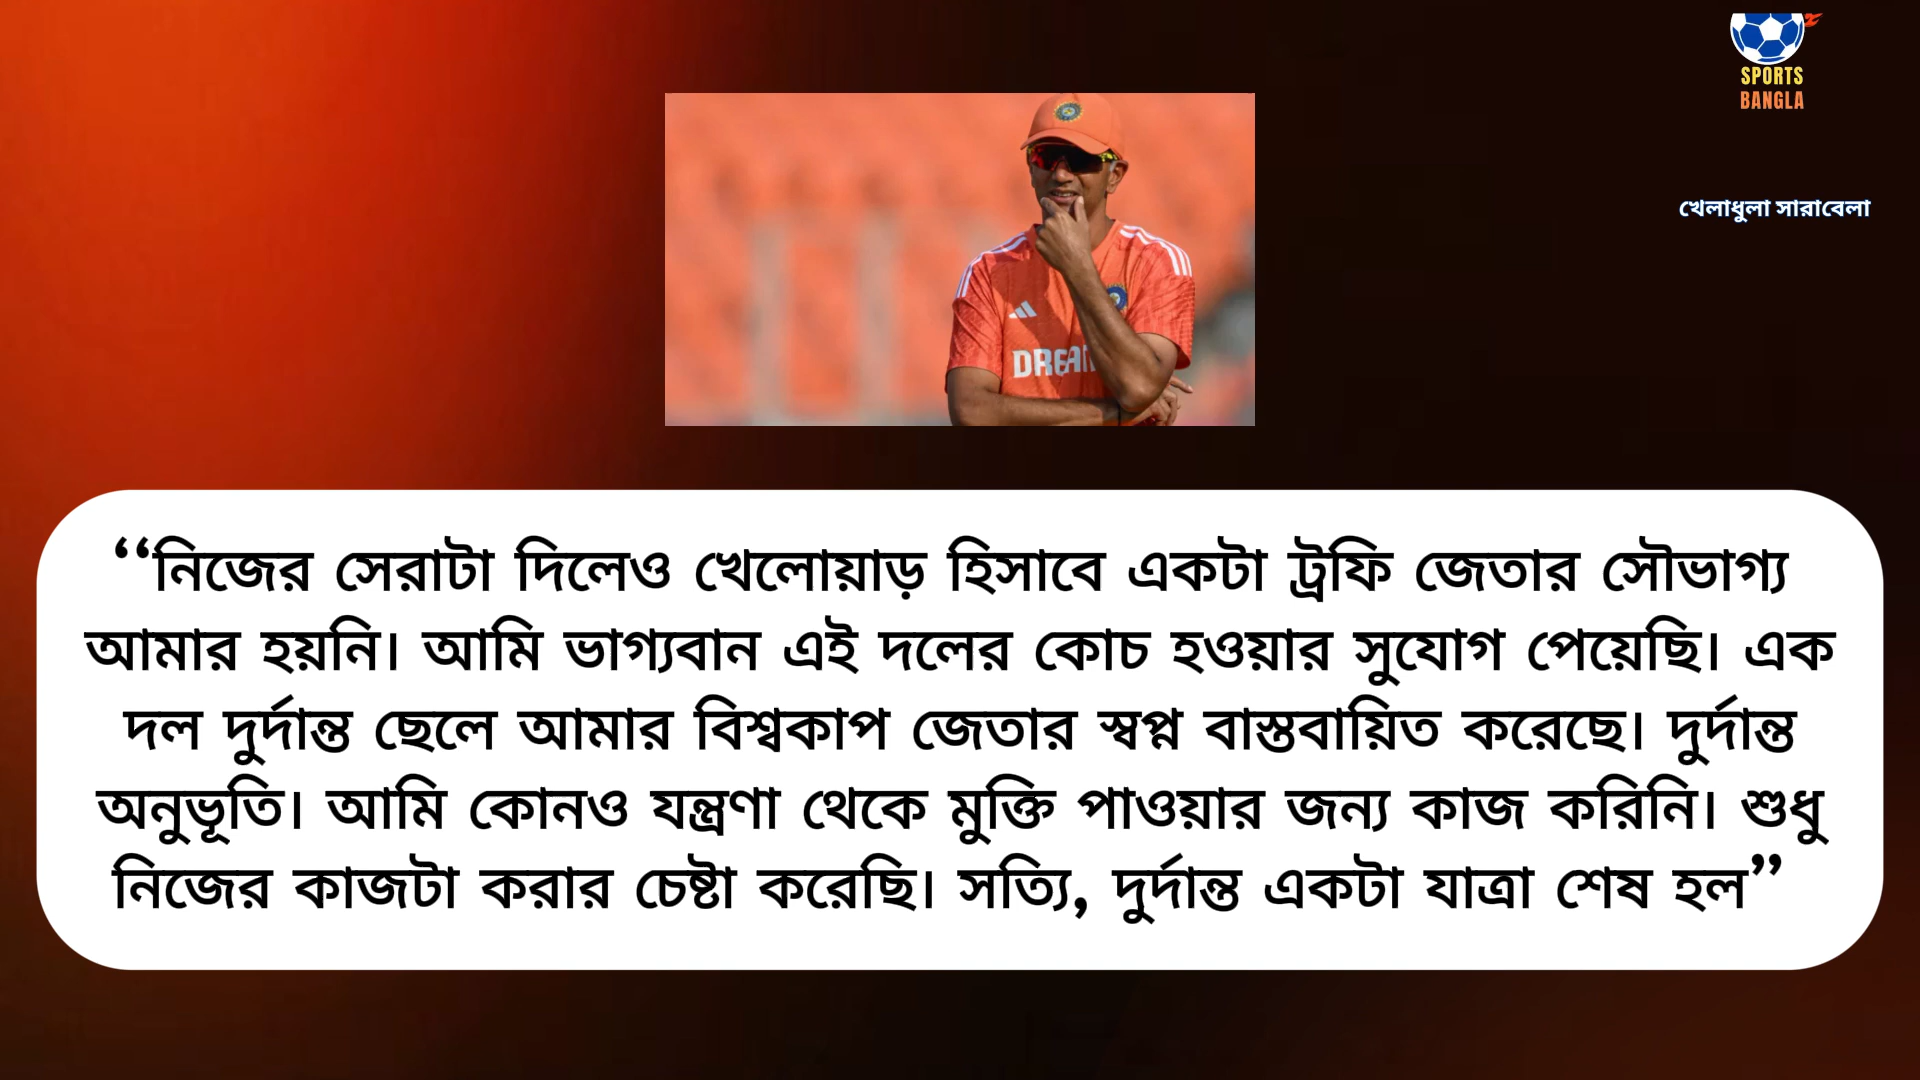 SPORTS
BANGLA
খেলাধুলা সারাবেলা
DREAM
“নিজের সেরাটা দিলেও খেলোয়াড় হিসাবে একটা ট্রফি জেতার সৌভাগ্য
আমার হয়নি। আমি ভাগ্যবান এই দলের কোচ হওয়ার সুযোগ পেয়েছি। এক
দল দুর্দান্ত ছেলে আমার বিশ্বকাপ জেতার স্বপ্ন বাস্তবায়িত করেছে। দুর্দান্ত
অনুভূতি। আমি কোনও যন্ত্রণা থেকে মুক্তি পাওয়ার জন্য কাজ করিনি। শুধু
নিজের কাজটা করার চেষ্টা করেছি। সত্যি, দুর্দান্ত একটা যাত্রা শেষ হল”